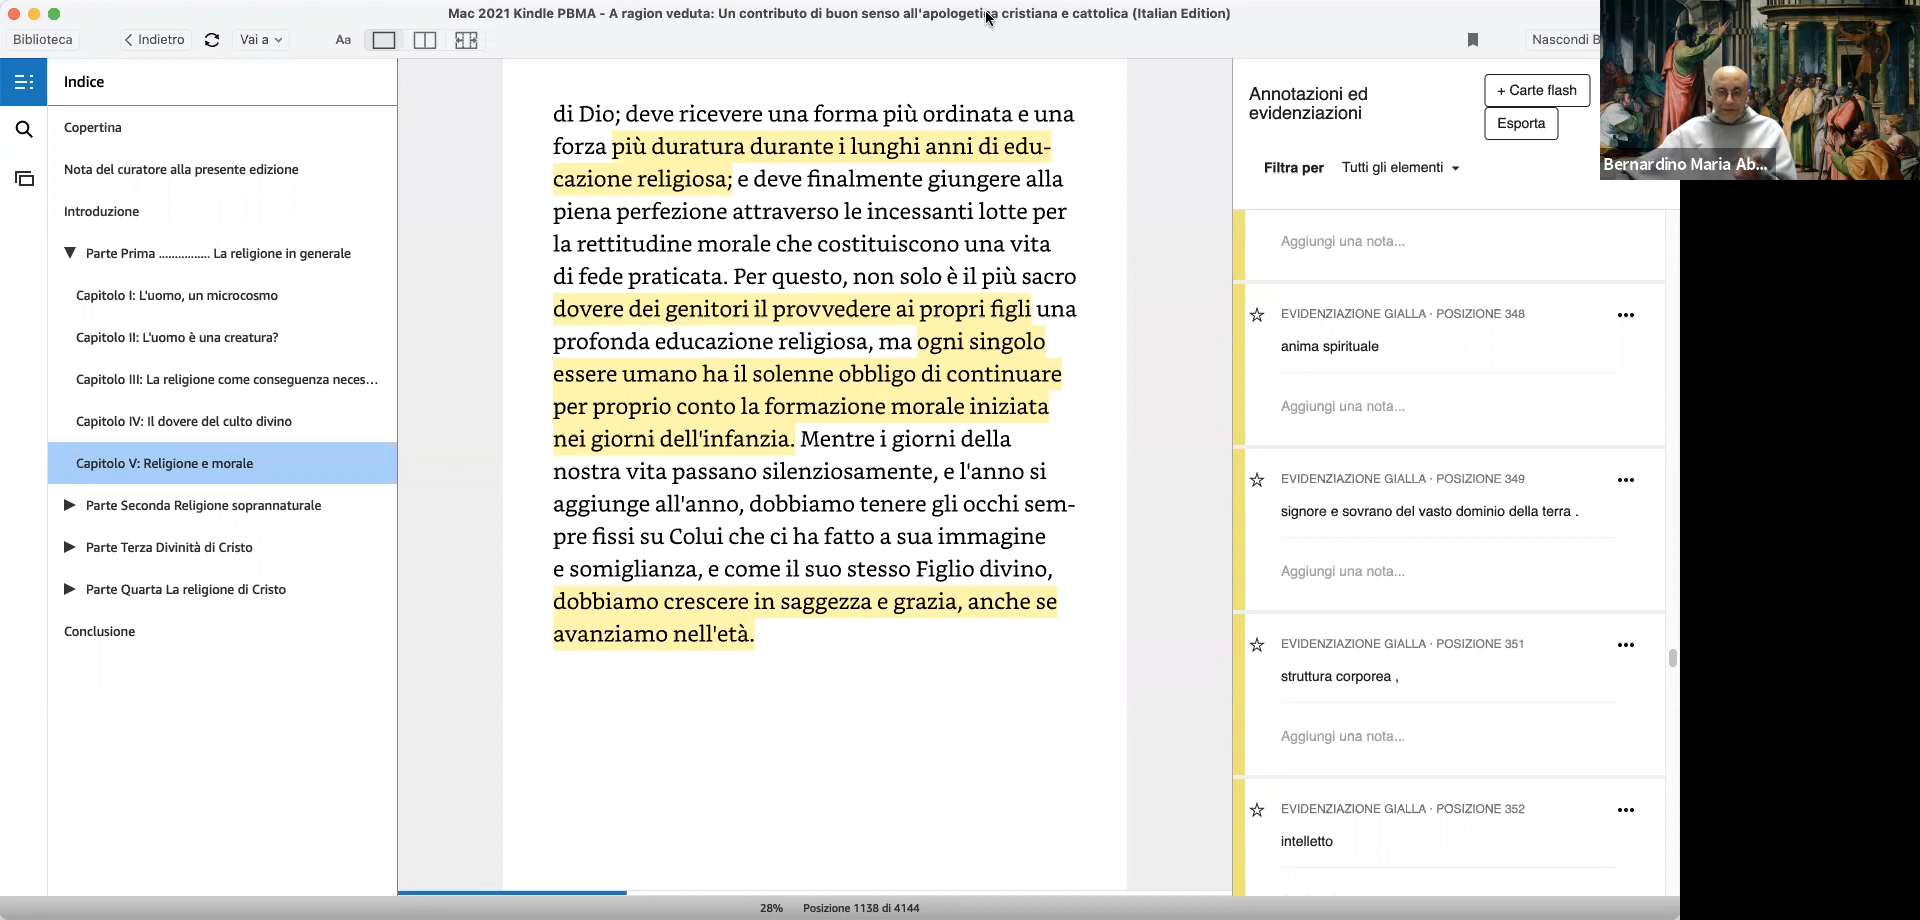 Mac 2021 Kindle PBMA - A ragion veduta: Un contributo di buon senso all'apologetica cristiana e cattolica (Italian Edition)
Biblioteca
Indietro
Vai a
Aa
Nascondi B
Indice
Copertina
Nota del curatore alla presente edizione
Introduzione
Parte Prima ................ La religione in generale
Capitolo I: L'uomo, un microcosmo
Capitolo II: L'uomo è una creatura?
Capitolo III: La religione come conseguenza neces...
Capitolo IV: Il dovere del culto divino
Capitolo V: Religione e morale
Parte Seconda Religione soprannaturale
Parte Terza Divinità di Cristo
Parte Quarta La religione di Cristo
Conclusione
di Dio; deve ricevere una forma più ordinata e una
forza più duratura durante i lunghi anni di edu-
cazione religiosa; e deve finalmente giungere alla
piena perfezione attraverso le incessanti lotte per
la rettitudine morale che costituiscono una vita
di fede praticata. Per questo, non solo è il più sacro
dovere dei genitori il provvedere ai propri figli una
profonda educazione religiosa, ma ogni singolo
essere umano ha il solenne obbligo di continuare
per proprio conto la formazione morale iniziata
nei giorni dell'infanzia. Mentre i giorni della
nostra vita passano silenziosamente, e l'anno si
aggiunge all'anno, dobbiamo tenere gli occhi sem-
pre fissi su Colui che ci ha fatto a sua immagine
e somiglianza, e come il suo stesso Figlio divino,
dobbiamo crescere in saggezza e grazia, anche se
avanziamo nell'età.
Annotazioni ed
evidenziazioni
+ Carte flash
Esporta
Filtra per Tutti gli elementi
Aggiungi una nota...
EVIDENZIAZIONE GIALLA · POSIZIONE 348
anima spirituale
Aggiungi una nota...
EVIDENZIAZIONE GIALLA · POSIZIONE 349
signore e sovrano del vasto dominio della terra .
Aggiungi una nota...
EVIDENZIAZIONE GIALLA · POSIZIONE 351
struttura corporea ,
Aggiungi una nota...
EVIDENZIAZIONE GIALLA · POSIZIONE 352
intelletto
Bernardino Maria Ab...
28% Posizione 1138 di 4144